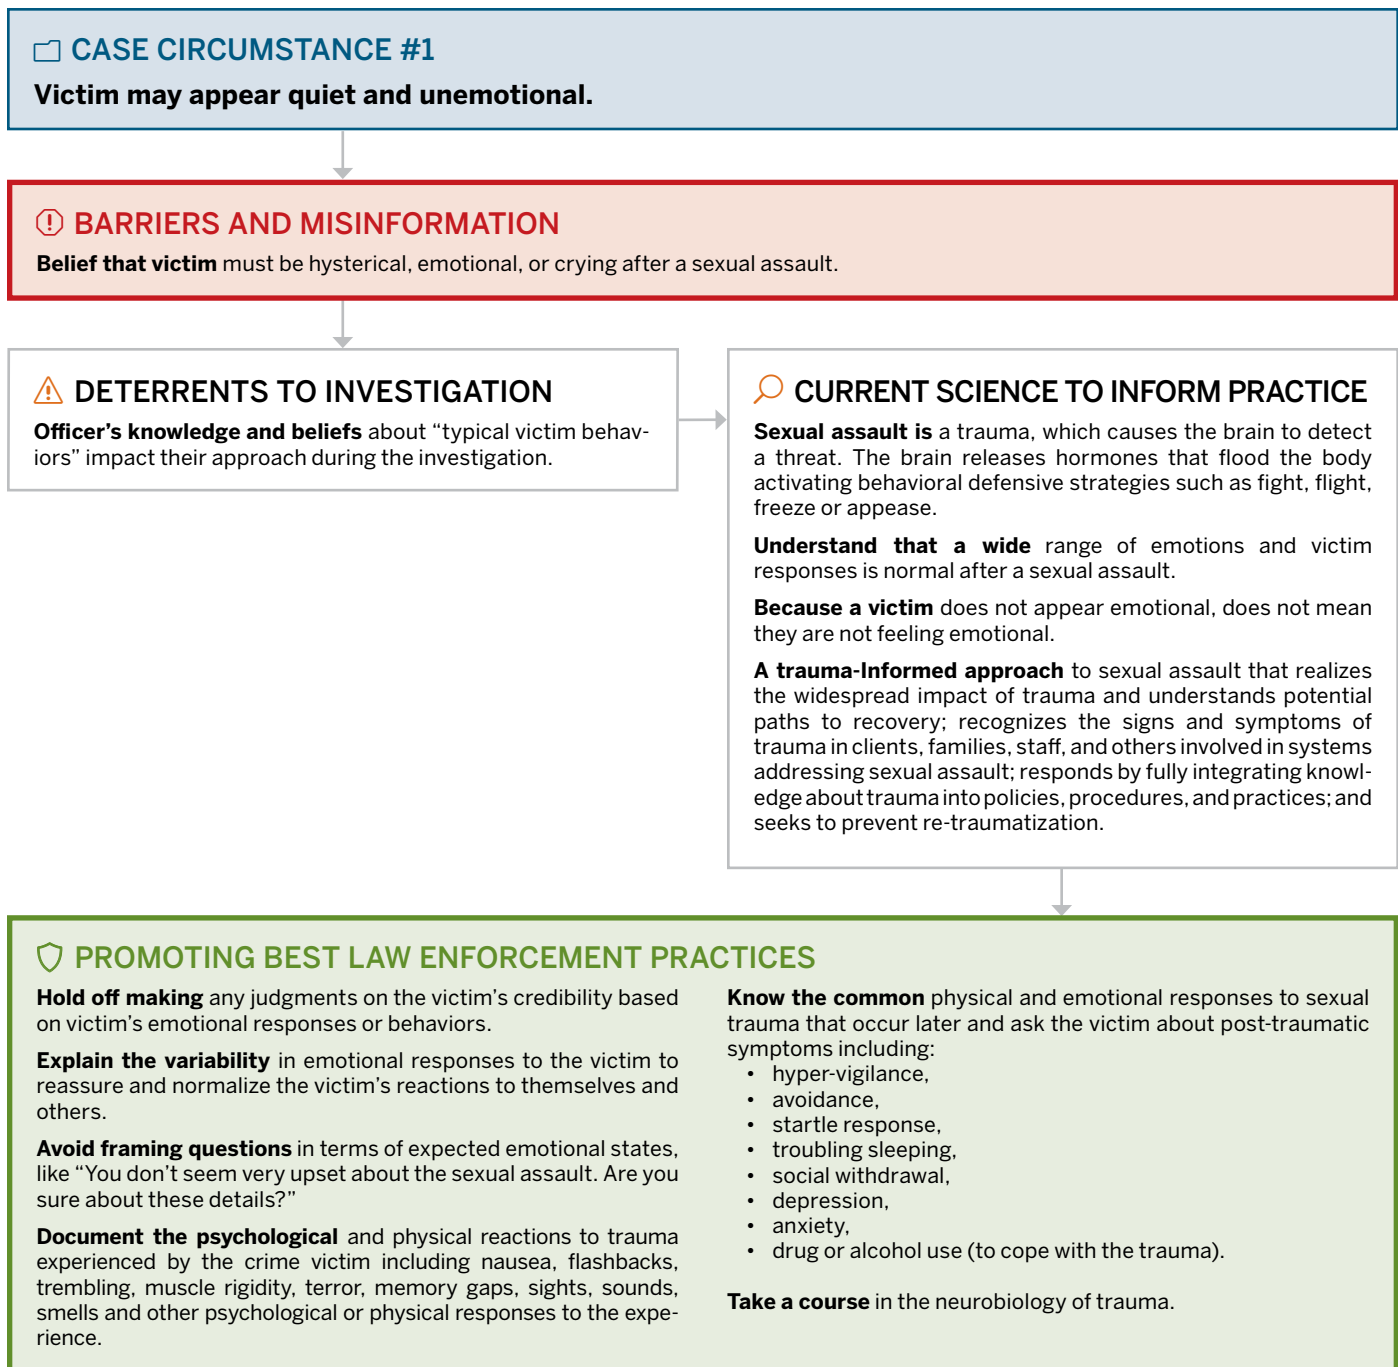 CASE CIRCUMSTANCE #1
Victim may appear quiet and unemotional.
BARRIERS AND MISINFORMATION
Belief that victim must be hysterical, emotional, or crying after a sexual assault.
DETERRENTS TO INVESTIGATION
Officer's knowledge and beliefs about “typical victim behav-
iors” impact their approach during the investigation.
CURRENT SCIENCE TO INFORM PRACTICE
Sexual assault is a trauma, which causes the brain to detect
a threat. The brain releases hormones that flood the body
activating behavioral defensive strategies such as fight, flight,
freeze or appease.
Understand that a wide range of emotions and victim
responses is normal after a sexual assault.
Because a victim does not appear emotional, does not mean
they are not feeling emotional.
A trauma-Informed approach to sexual assault that realizes
the widespread impact of trauma and understands potential
paths to recovery; recognizes the signs and symptoms of
trauma in clients, families, staff, and others involved in systems
addressing sexual assault; responds by fully integrating knowl-
edge about trauma into policies, procedures, and practices; and
seeks to prevent re-traumatization.
PROMOTING BEST LAW ENFORCEMENT PRACTICES
Hold off making any judgments on the victim's credibility based
on victim's emotional responses or behaviors.
Explain the variability in emotional responses to the victim to
reassure and normalize the victim's reactions to themselves and
others.
Avoid framing questions in terms of expected emotional states,
like “You don't seem very upset about the sexual assault. Are you
sure about these details?”
Document the psychological and physical reactions to trauma
experienced by the crime victim including nausea, flashbacks,
trembling, muscle rigidity, terror, memory gaps, sights, sounds,
smells and other psychological or physical responses to the expe-
rience.
Know the common physical and emotional responses to sexual
trauma that occur later and ask the victim about post-traumatic
symptoms including:
• hyper-vigilance,
• avoidance,
• startle response,
• troubling sleeping,
• social withdrawal,
• depression,
• anxiety,
• drug or alcohol use (to cope with the trauma).
Take a course in the neurobiology of trauma.